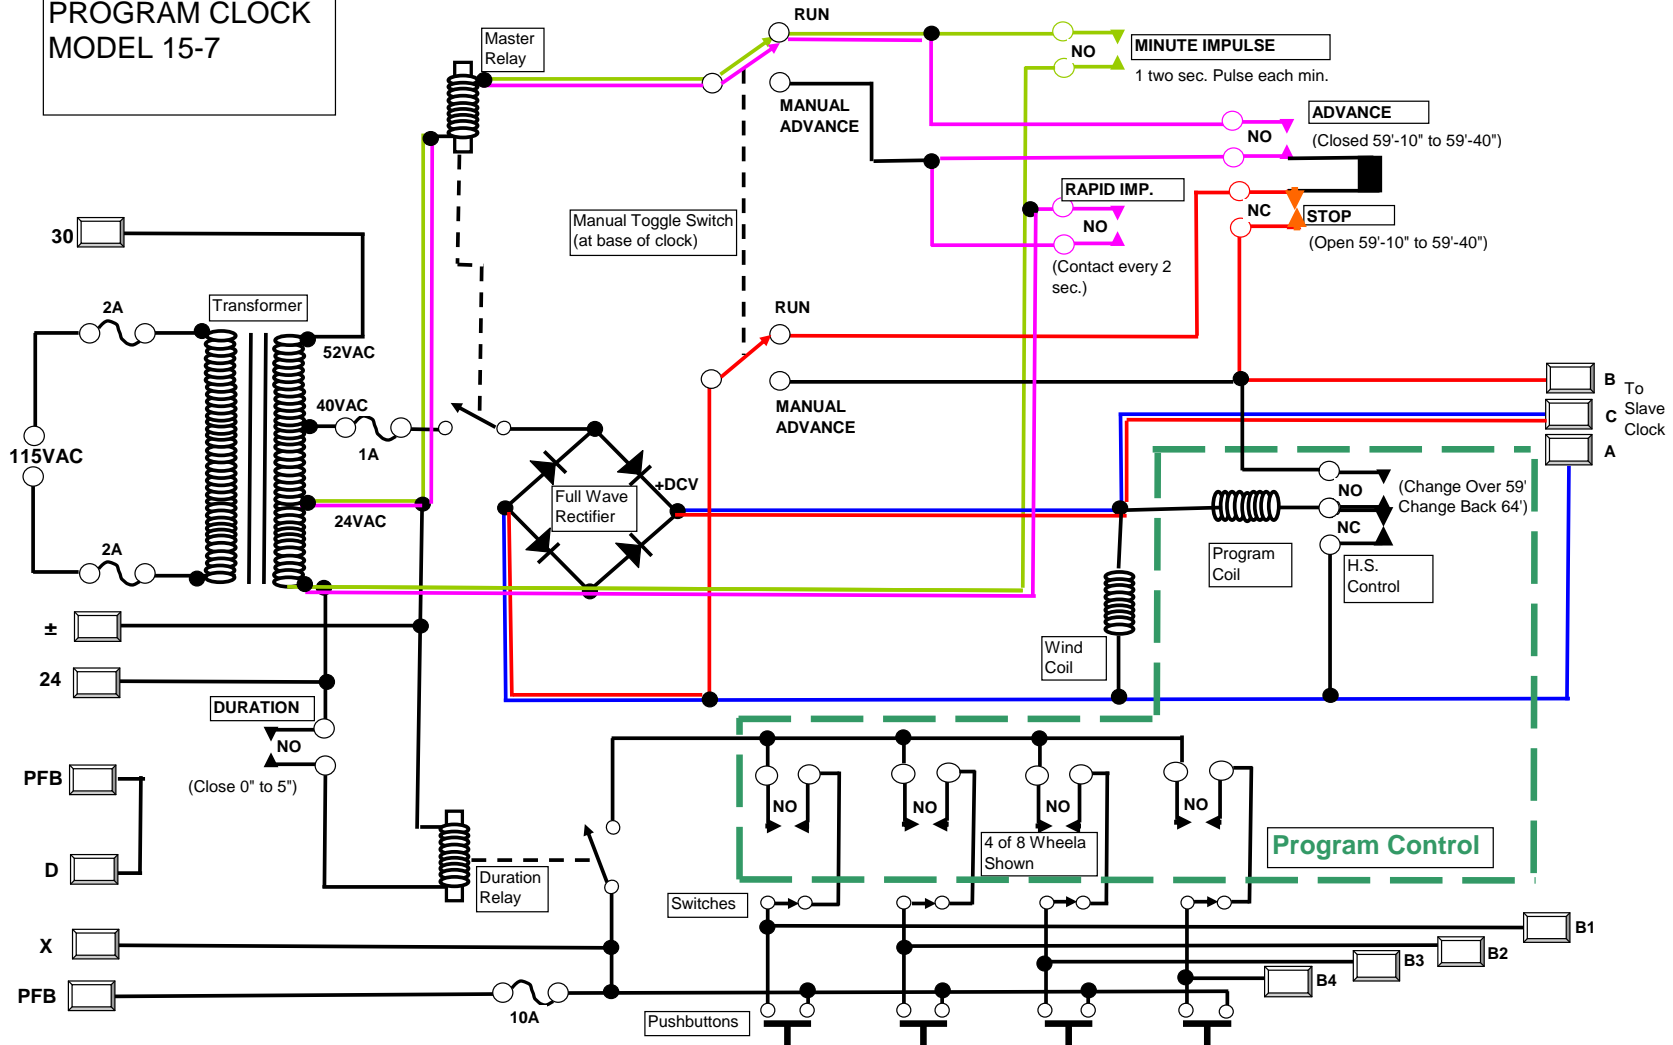 PROGRAM CLOCK
MODEL 15-7
Master
Relay
RUN
NO
MINUTE IMPULSE
1 two sec. Pulse each min.
MANUAL
ADVANCE
ADVANCE
NO
(Closed 59'-10" to 59'-40")
RAPID IMP.
NO
(Contact every 2
sec.)
NC
STOP
(Open 59'-10" to 59'-40")
Manual Toggle Switch
(at base of clock)
30
2A
Transformer
52VAC
RUN
40VAC
1A
MANUAL
ADVANCE
115VAC
B
C
A
To
Slave
Clock
+DCV
Full Wave
Rectifier
24VAC
2A
NO
NC
(Change Over 59'
Change Back 64')
Program
Coil
H.S.
Control
Wind
Coil
±
24
DURATION
NO
(Close 0" to 5")
PFB
D
NO
NO
NO
NO
4 of 8 Wheela
Shown
Program Control
Duration
Relay
Switches
X
B1
B2
B3
B4
PFB
10A
Pushbuttons